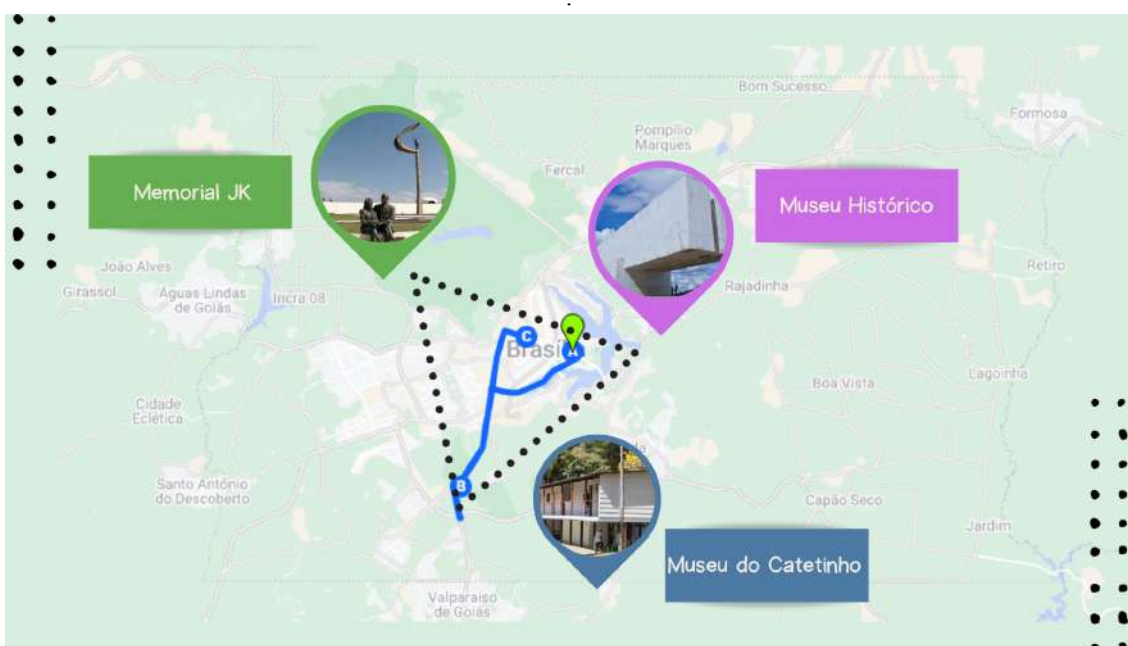 Bom Sucesso
Formosa
Pompílio
Marques
Fercal
Memorial JK
Museu Histórico
João Alves
Retiro
Girassol
Águas Lindas
de Goiás
Incra 08
Rajadinha
C
Brasí
A
Lagoinha
Boa Vista
Cidade
Eclética
B
Santo Antônio
do Descoberto
Capão Seco
Jardim
Museu do Catetinho
Valparaíso
de Goiás